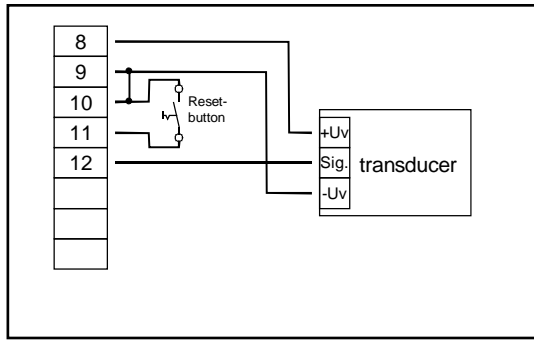 8
9
10
11
12
Reset-
button
+Uv
Sig.
-Uv
transducer